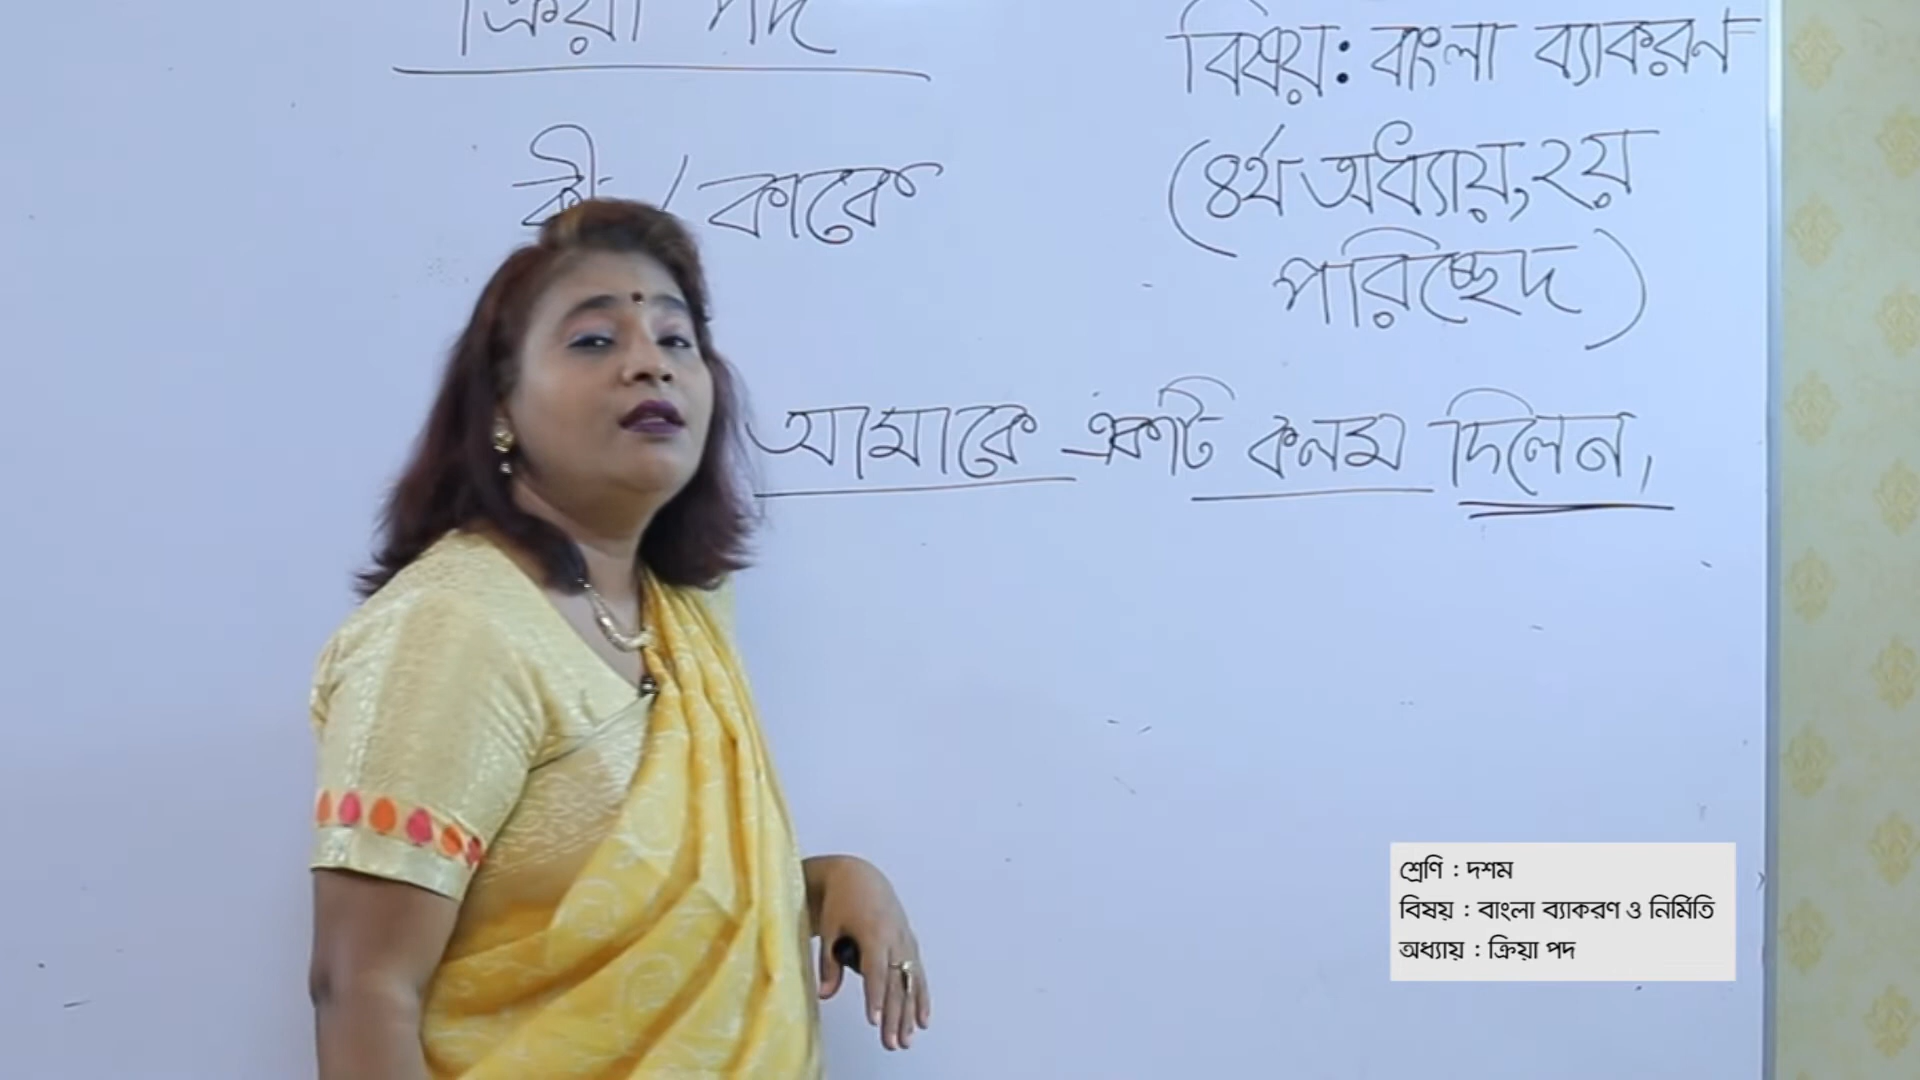 ক্রিয়া পদ
বিষয়: বাংলা ব্যাকরণ
কী / কাকে
(৪র্থ অধ্যায়, ২য়
পরিচ্ছেদ)
আমাকে একটি কলম দিলেন।
শ্রেণি : দশম
বিষয় : বাংলা ব্যাকরণ ও নির্মিতি
অধ্যায় : ক্রিয়া পদ